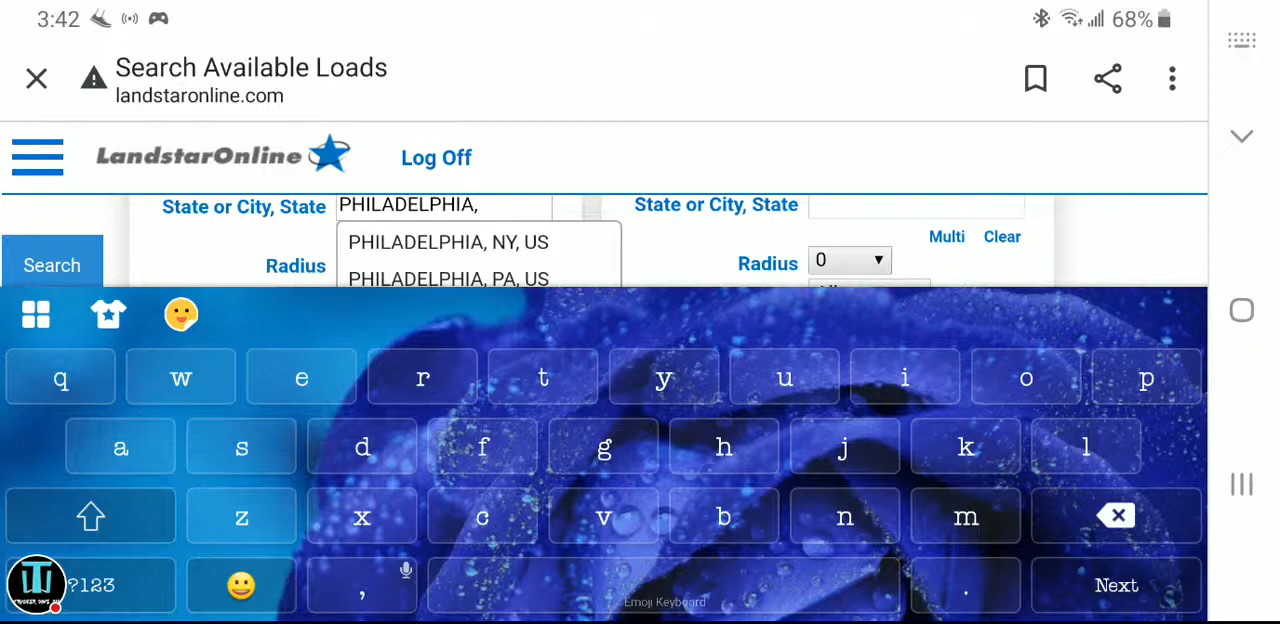 3:42
68%
Search Available Loads
landstaronline.com
LandstarOnline
Log Off
State or City, State
PHILADELPHIA,
State or City, State
PHILADELPHIA, NY, US
Multi
Clear
Search
Radius
Radius
0
PHILADELPHIA, PA, US
q w e r t y u i o p
a s d f g h j k l
z x c v b n m
?123
,
.
Next
Emoji Keyboard